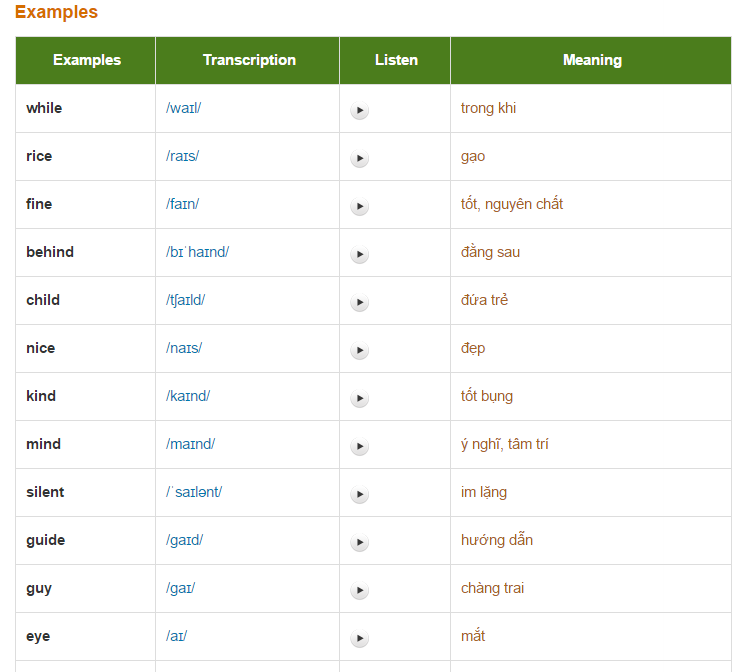 Examples
Examples Transcription Listen Meaning
while /waɪl/ trong khi
rice /raɪs/ gạo
fine /faɪn/ tốt, nguyên chất
behind /bɪˈhaɪnd/ đằng sau
child /tʃaɪld/ đứa trẻ
nice /naɪs/ đẹp
kind /kaɪnd/ tốt bụng
mind /maɪnd/ ý nghĩ, tâm trí
silent /ˈsaɪlənt/ im lặng
guide /gaɪd/ hướng dẫn
guy /gaɪ/ chàng trai
eye /aɪ/ mắt